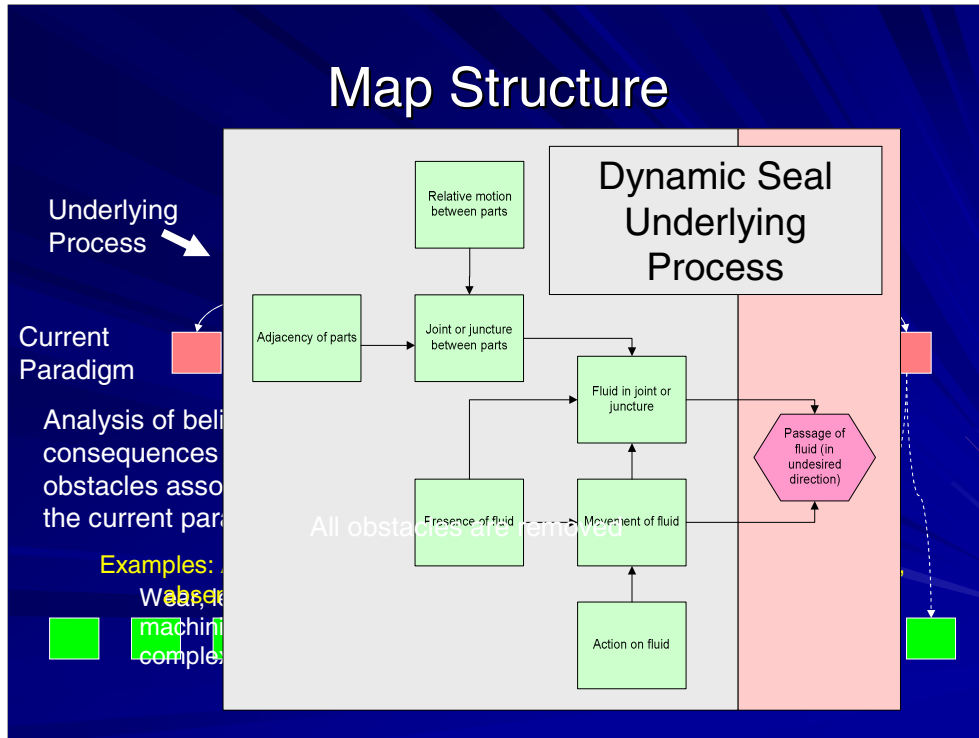 Map Structure
Dynamic Seal
Underlying
Process
Underlying
Process
Relative motion
between parts
Adjacency of parts
Joint or juncture
between parts
Current
Paradigm
Fluid in joint or
juncture
Passage of
fluid (in
undesired
direction)
Analysis of beli
consequences
obstacles asso
the current par
Presence of fluid
Movement of fluid
All obstacles are removed
Examples:
Wear,
machini
comple
Action on fluid